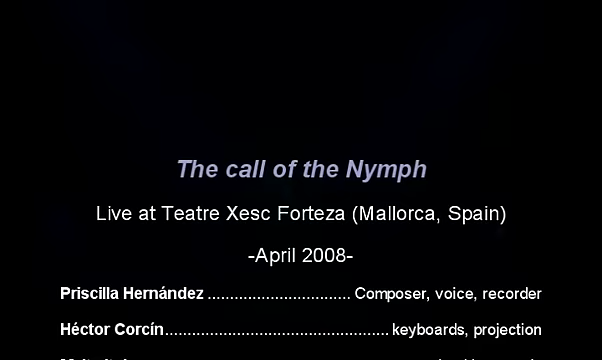 The call of the Nymph
Live at Teatre Xesc Forteza (Mallorca, Spain)
-April 2008-
Priscilla Hernández ................................ Composer, voice, recorder
Héctor Corcín.................................................. keyboards, projection